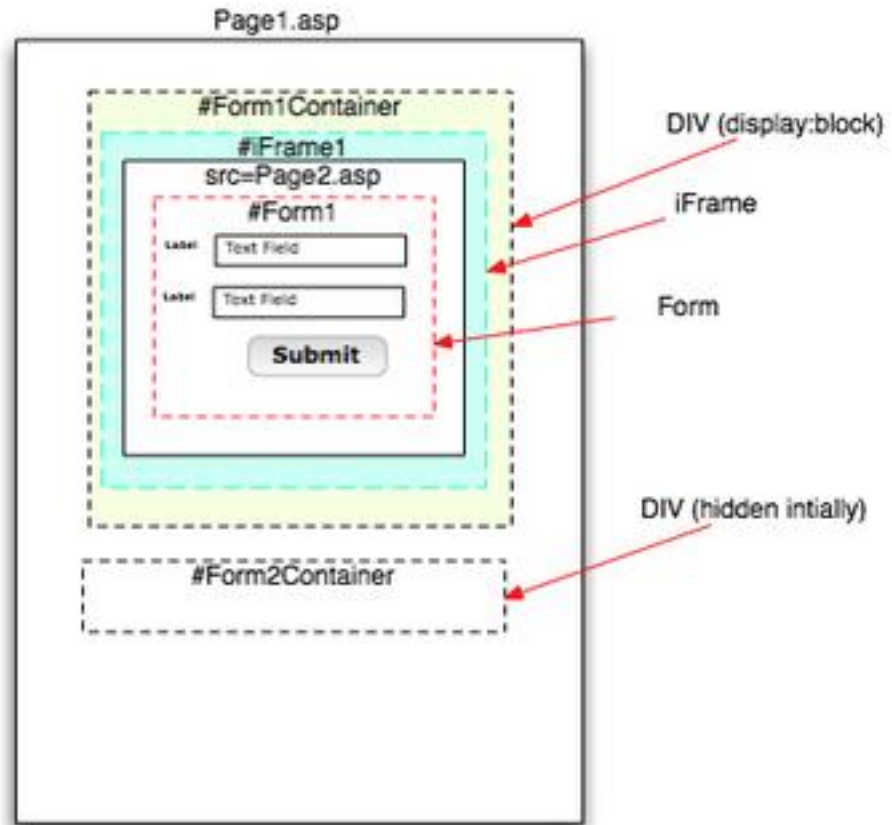 Page1.asp
#Form1Container
DIV (display:block)
#iFrame1
src=Page2.asp
iFrame
#Form1
Label Text Field
Label Text Field
Form
Submit
DIV (hidden intially)
#Form2Container